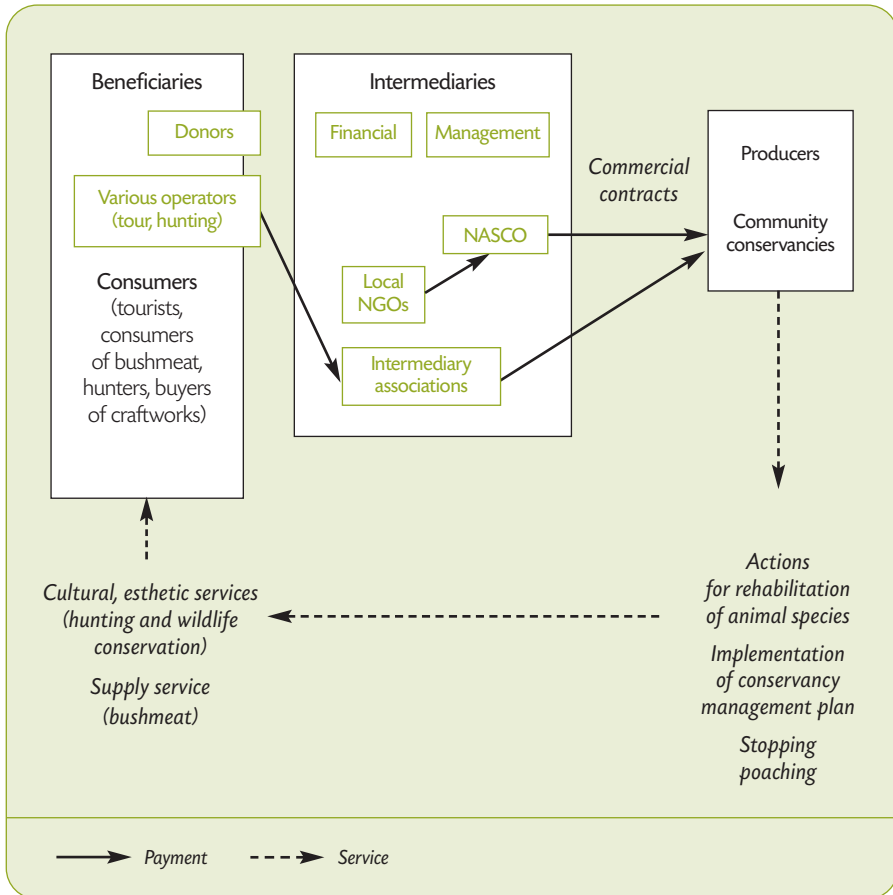 Beneficiaries
Donors
Various operators
(tour, hunting)
Consumers
(tourists,
consumers
of bushmeat,
hunters, buyers
of craftworks)
Intermediaries
Financial
Management
NASCO
Local
NGOs
Intermediary
associations
Commercial
contracts
Producers
Community
conservancies
Cultural, esthetic services
(hunting and wildlife
conservation)
Supply service
(bushmeat)
Actions
for rehabilitation
of animal species
Implementation
of conservancy
management plan
Stopping
poaching
Payment
Service